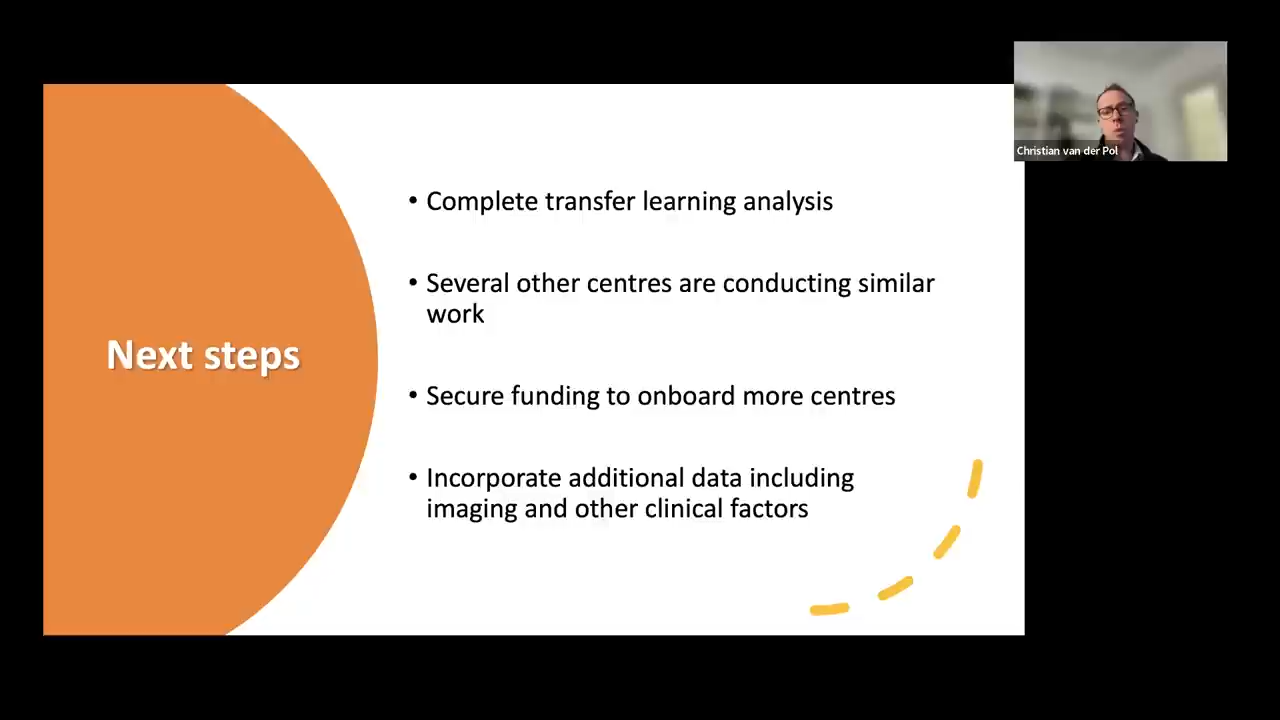 Christian van der Pol
Next steps
• Complete transfer learning analysis
• Several other centres are conducting similar
work
• Secure funding to onboard more centres
• Incorporate additional data including
imaging and other clinical factors